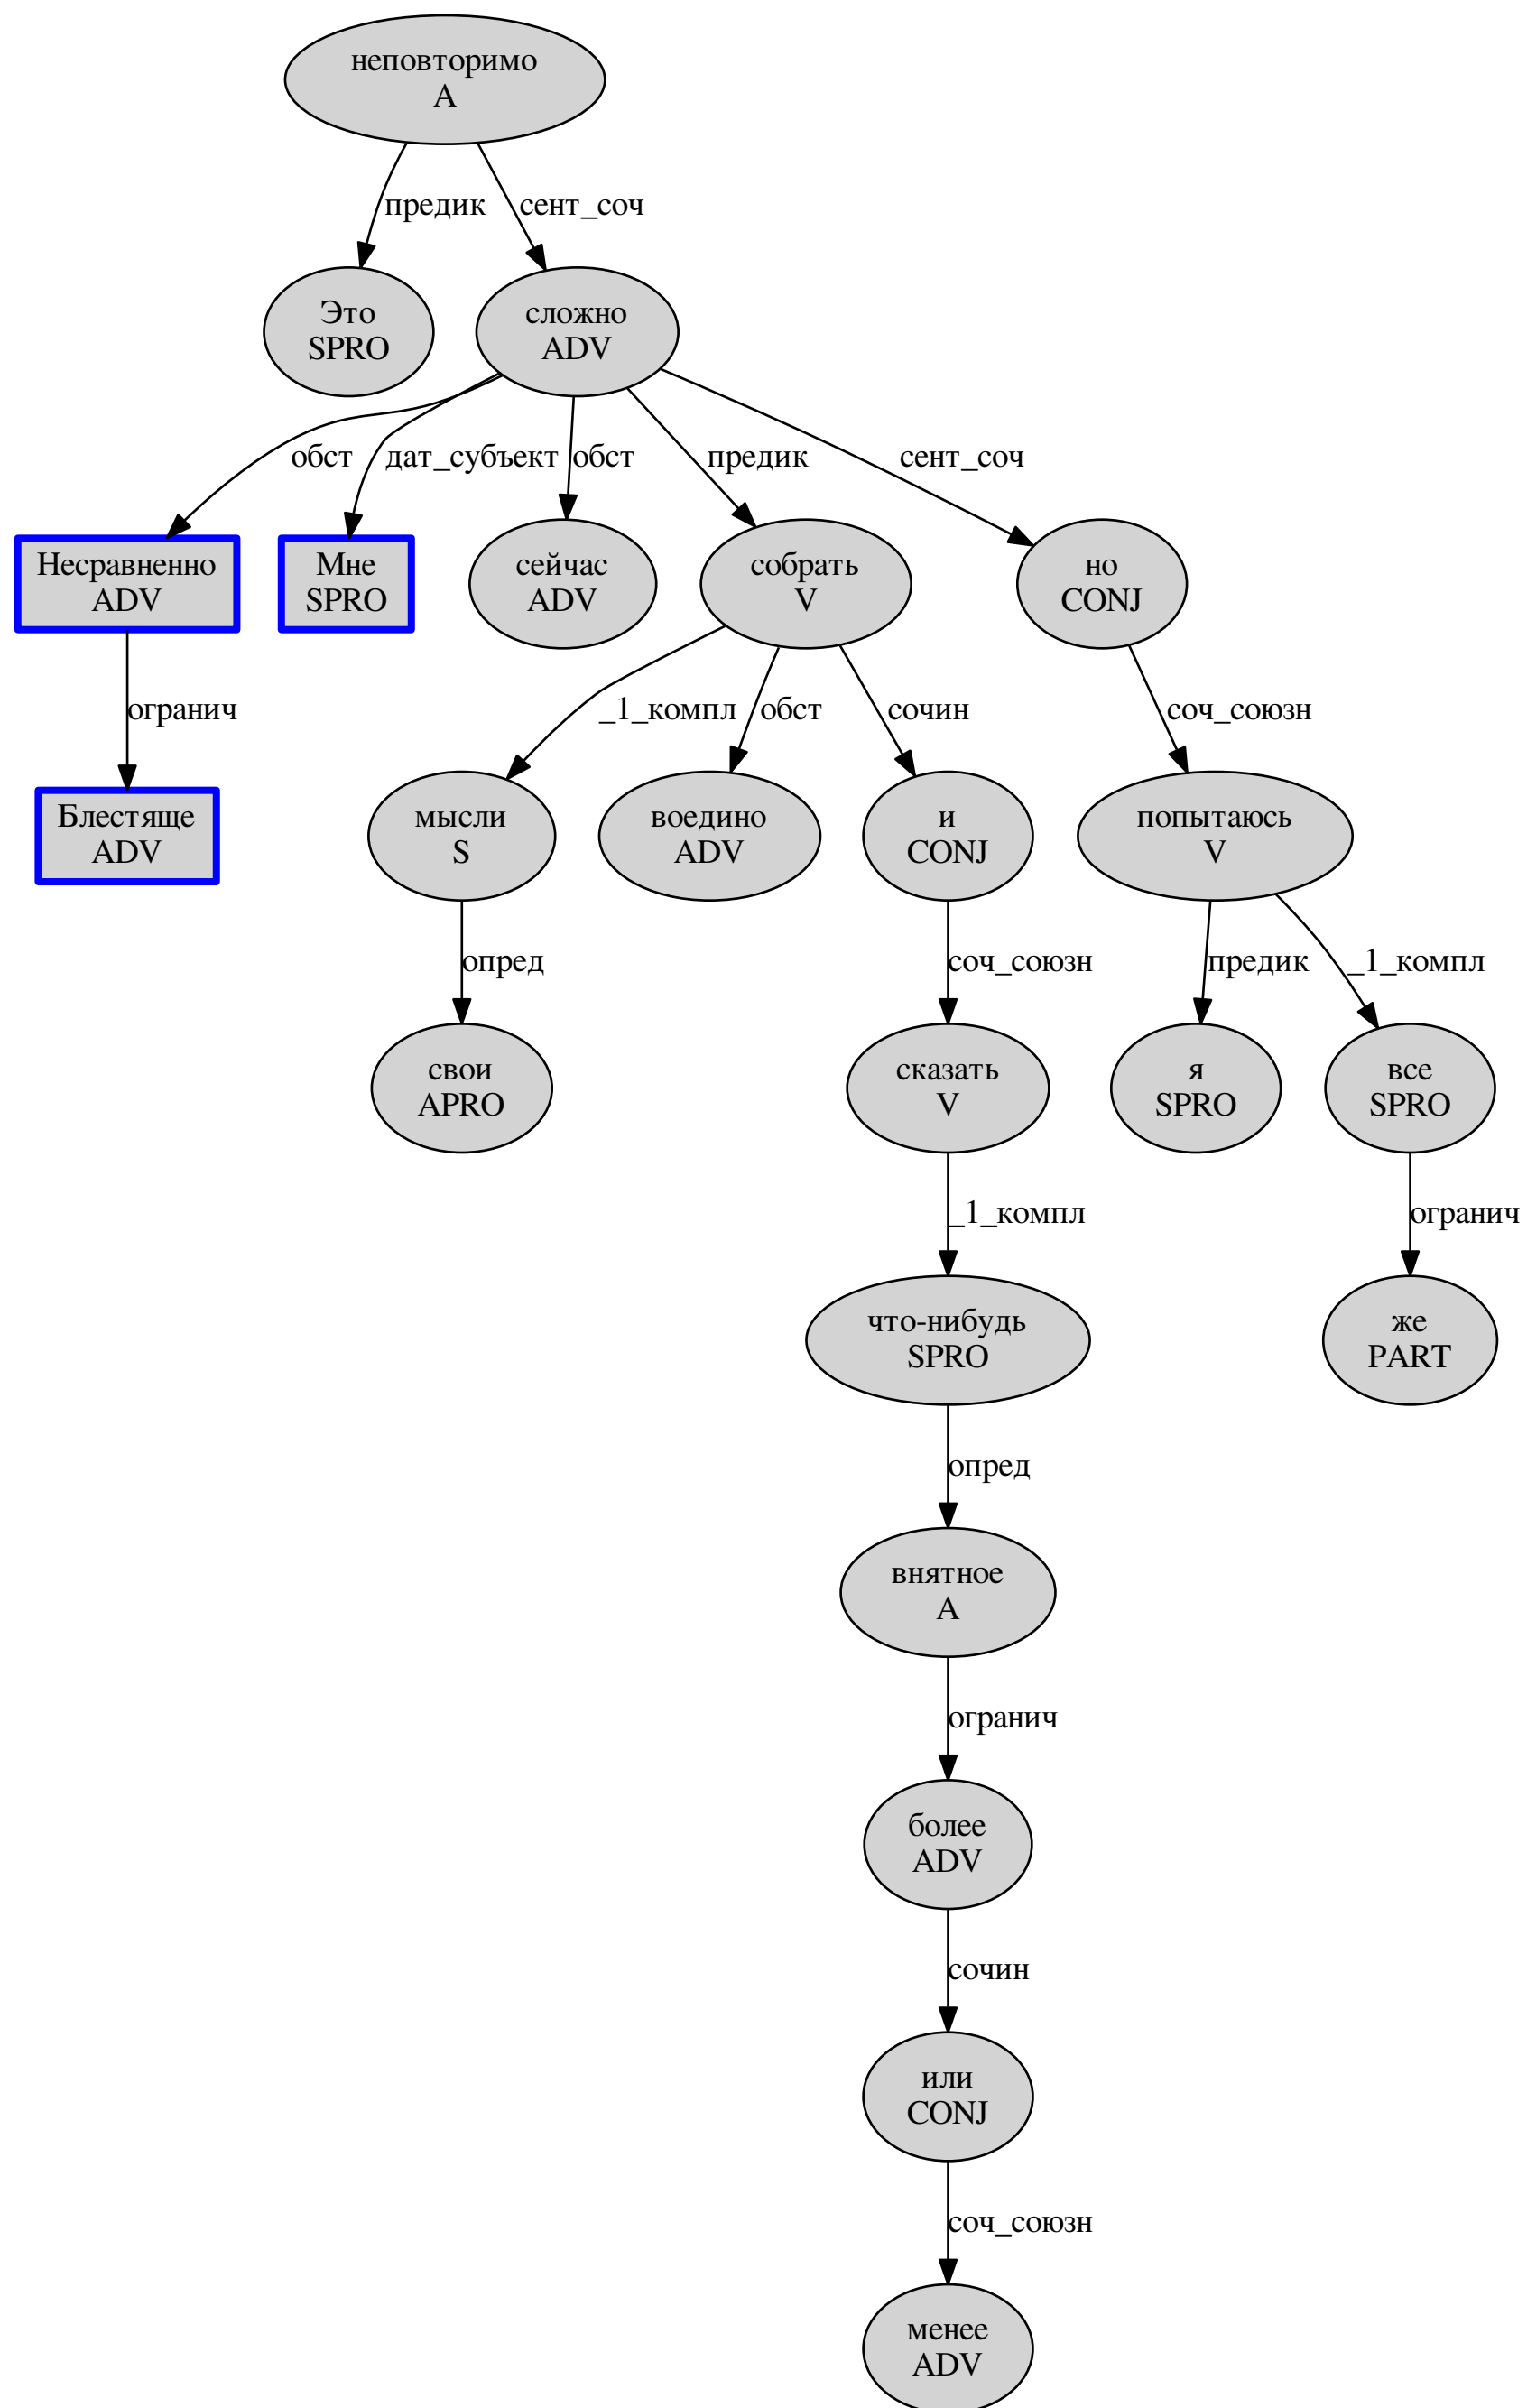 неповторимо
A
предик
сент_соч
Это
SPRO
сложно
ADV
обст
дат_субъект
обст
предик
сент_соч
Несравненно
ADV
Мне
SPRO
сейчас
ADV
собрать
V
но
CONJ
огранич
_1_компл
обст
сочин
соч_союзн
Блестяще
ADV
мысли
S
воедино
ADV
и
CONJ
попытаюсь
V
опред
соч_союзн
предик
_1_компл
свои
APRO
сказать
V
я
SPRO
все
SPRO
_1_компл
огранич
что-нибудь
SPRO
же
PART
опред
внятное
A
огранич
более
ADV
сочин
или
CONJ
соч_союзн
менее
ADV